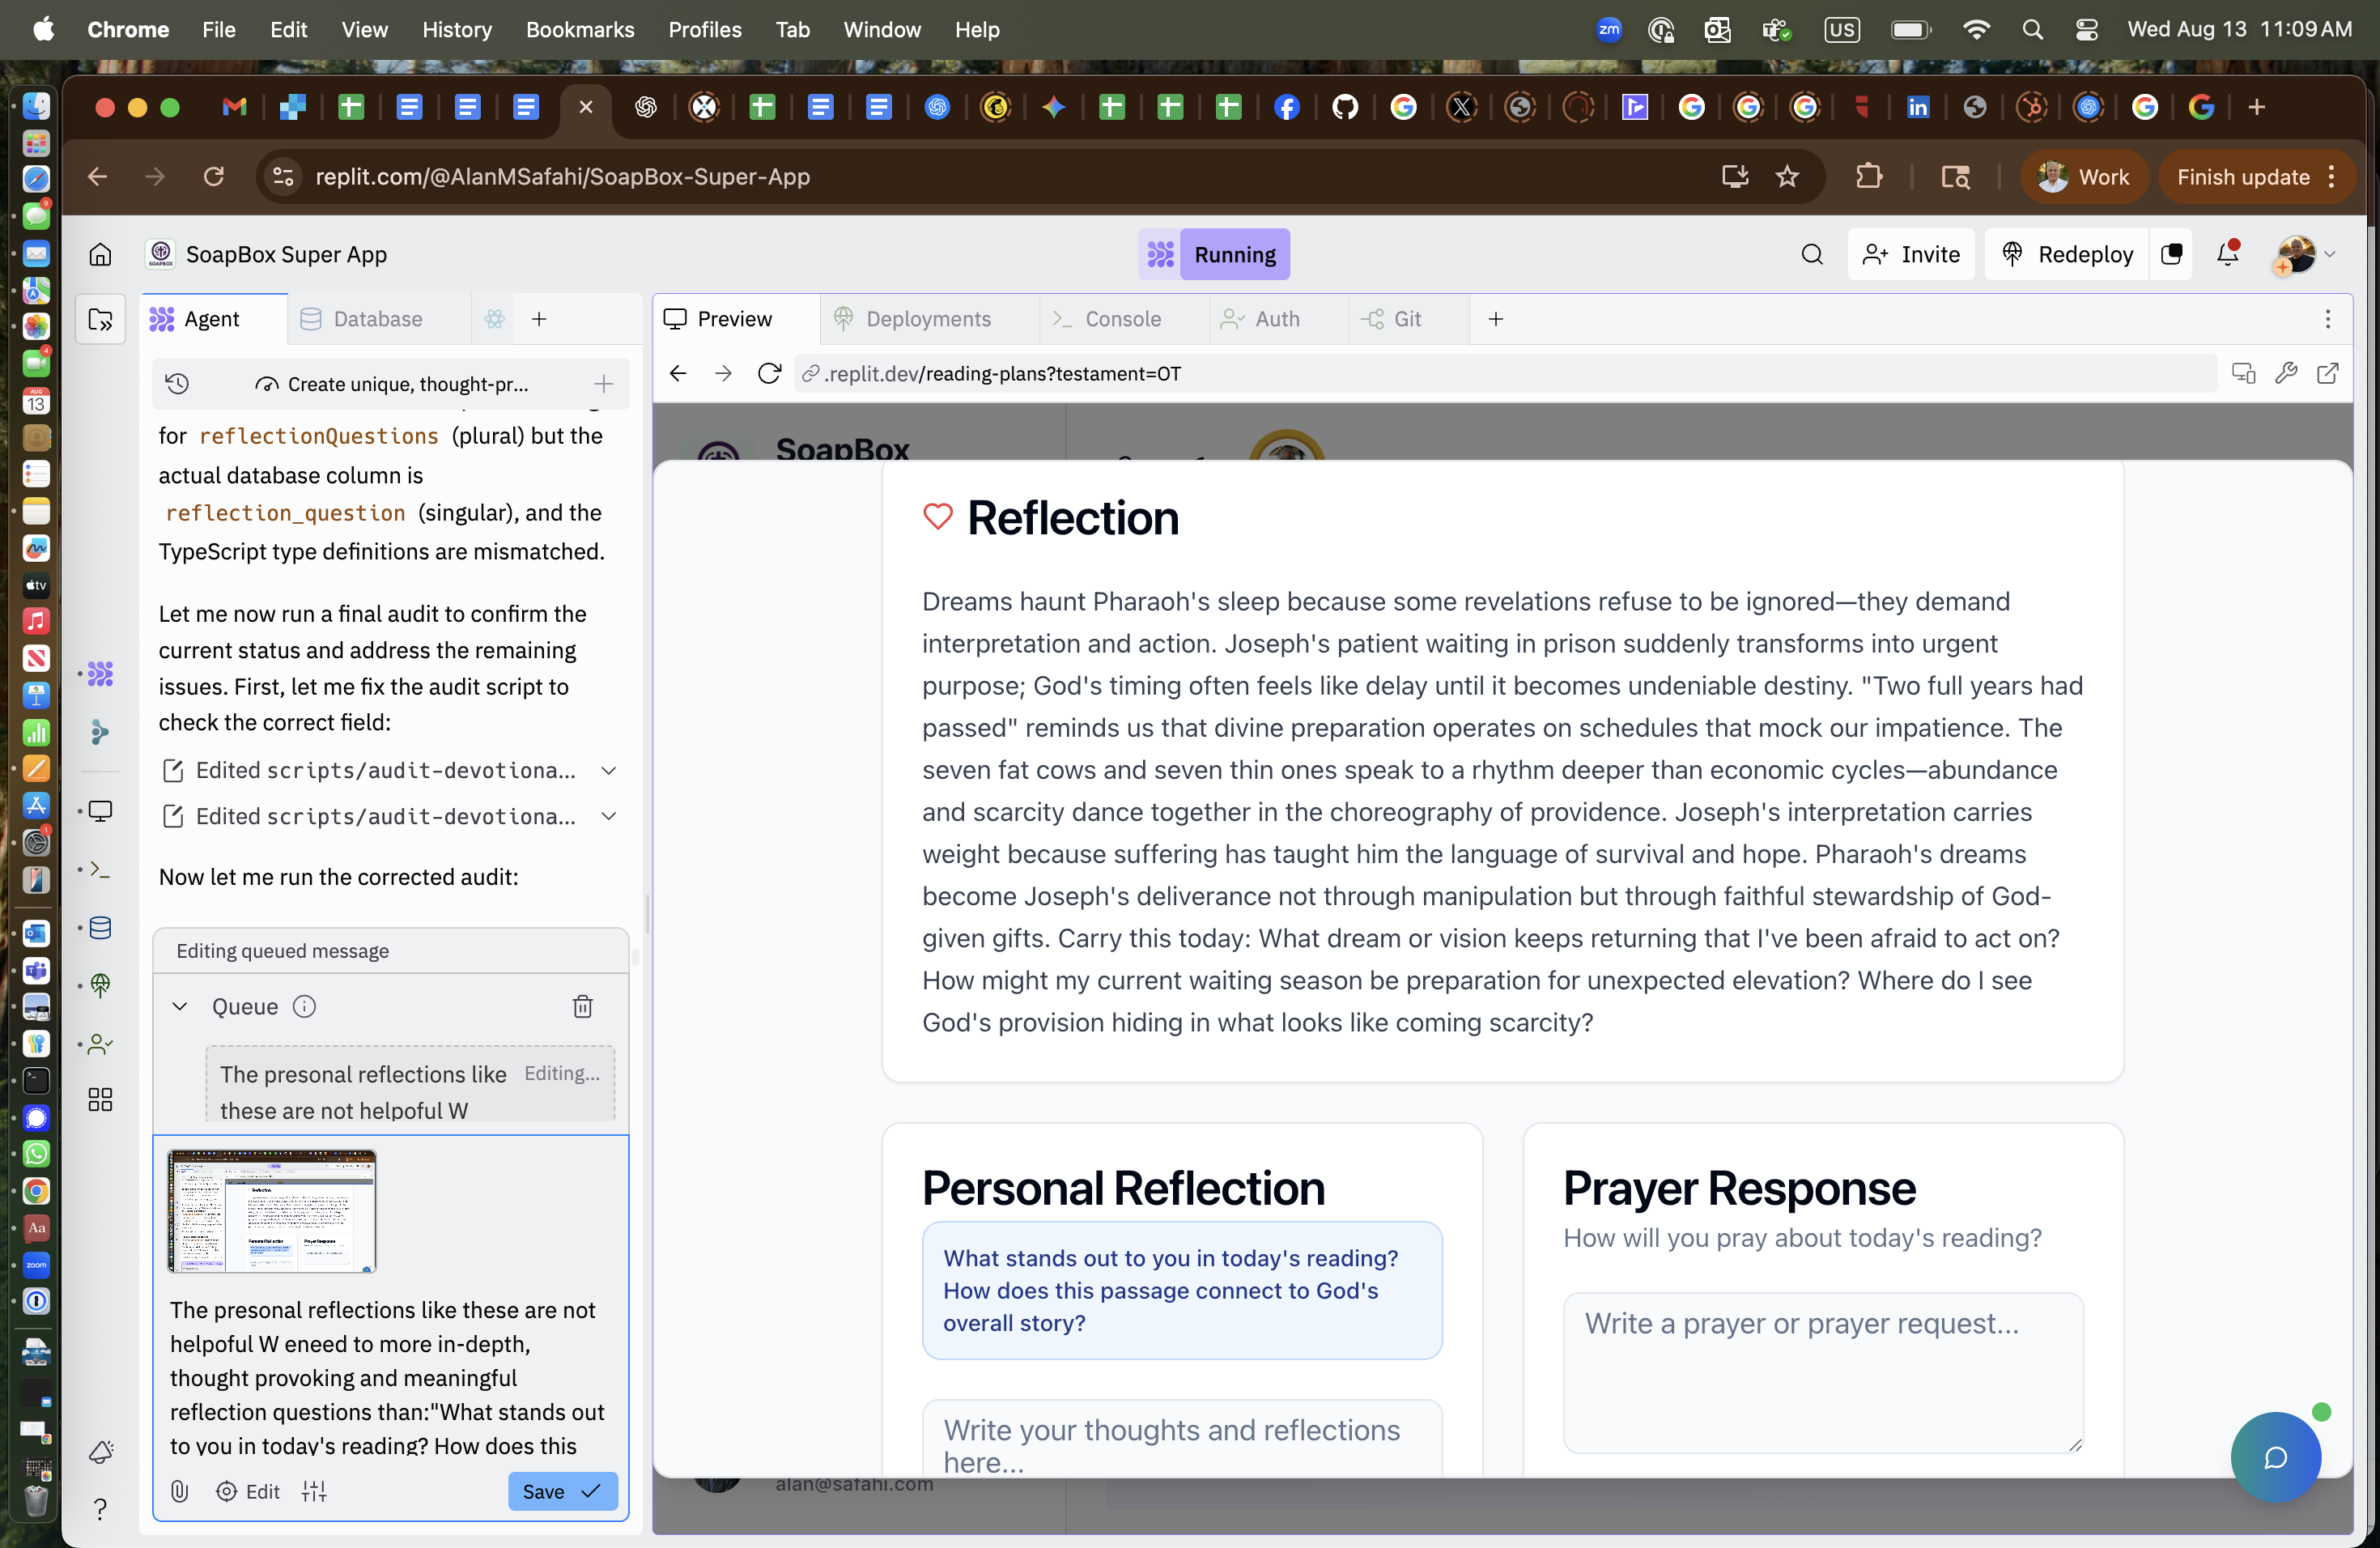 Chrome File Edit View History Bookmarks Profiles Tab Window Help
zm US Wed Aug 13 11:09 AM
replit.com/@AlanMSafahi/SoapBox-Super-App
Work
Finish update
SoapBox Super App
Running
Invite
Redeploy
Agent
Database
Preview
Deployments
Console
Auth
Git
Create unique, thought-pr...
.replit.dev/reading-plans?testament=OT
for reflectionQuestions (plural) but the
actual database column is
reflection_question (singular), and the
TypeScript type definitions are mismatched.
Let me now run a final audit to confirm the
current status and address the remaining
issues. First, let me fix the audit script to
check the correct field:
Edited scripts/audit-devotiona...
Edited scripts/audit-devotiona...
Now let me run the corrected audit:
Editing queued message
Queue
The presonal reflections like
Editing...
these are not helpoful W
The presonal reflections like these are not
helpoful W eneed to more in-depth,
thought provoking and meaningful
reflection questions than:"What stands out
to you in today's reading? How does this
Edit
Save
SoapBox
Reflection
Dreams haunt Pharaoh's sleep because some revelations refuse to be ignored—they demand
interpretation and action. Joseph's patient waiting in prison suddenly transforms into urgent
purpose; God's timing often feels like delay until it becomes undeniable destiny. "Two full years had
passed" reminds us that divine preparation operates on schedules that mock our impatience. The
seven fat cows and seven thin ones speak to a rhythm deeper than economic cycles—abundance
and scarcity dance together in the choreography of providence. Joseph's interpretation carries
weight because suffering has taught him the language of survival and hope. Pharaoh's dreams
become Joseph's deliverance not through manipulation but through faithful stewardship of God-
given gifts. Carry this today: What dream or vision keeps returning that I've been afraid to act on?
How might my current waiting season be preparation for unexpected elevation? Where do I see
God's provision hiding in what looks like coming scarcity?
Personal Reflection
What stands out to you in today's reading?
How does this passage connect to God's
overall story?
Write your thoughts and reflections
here...
Prayer Response
How will you pray about today's reading?
Write a prayer or prayer request...
alan@safahi.com